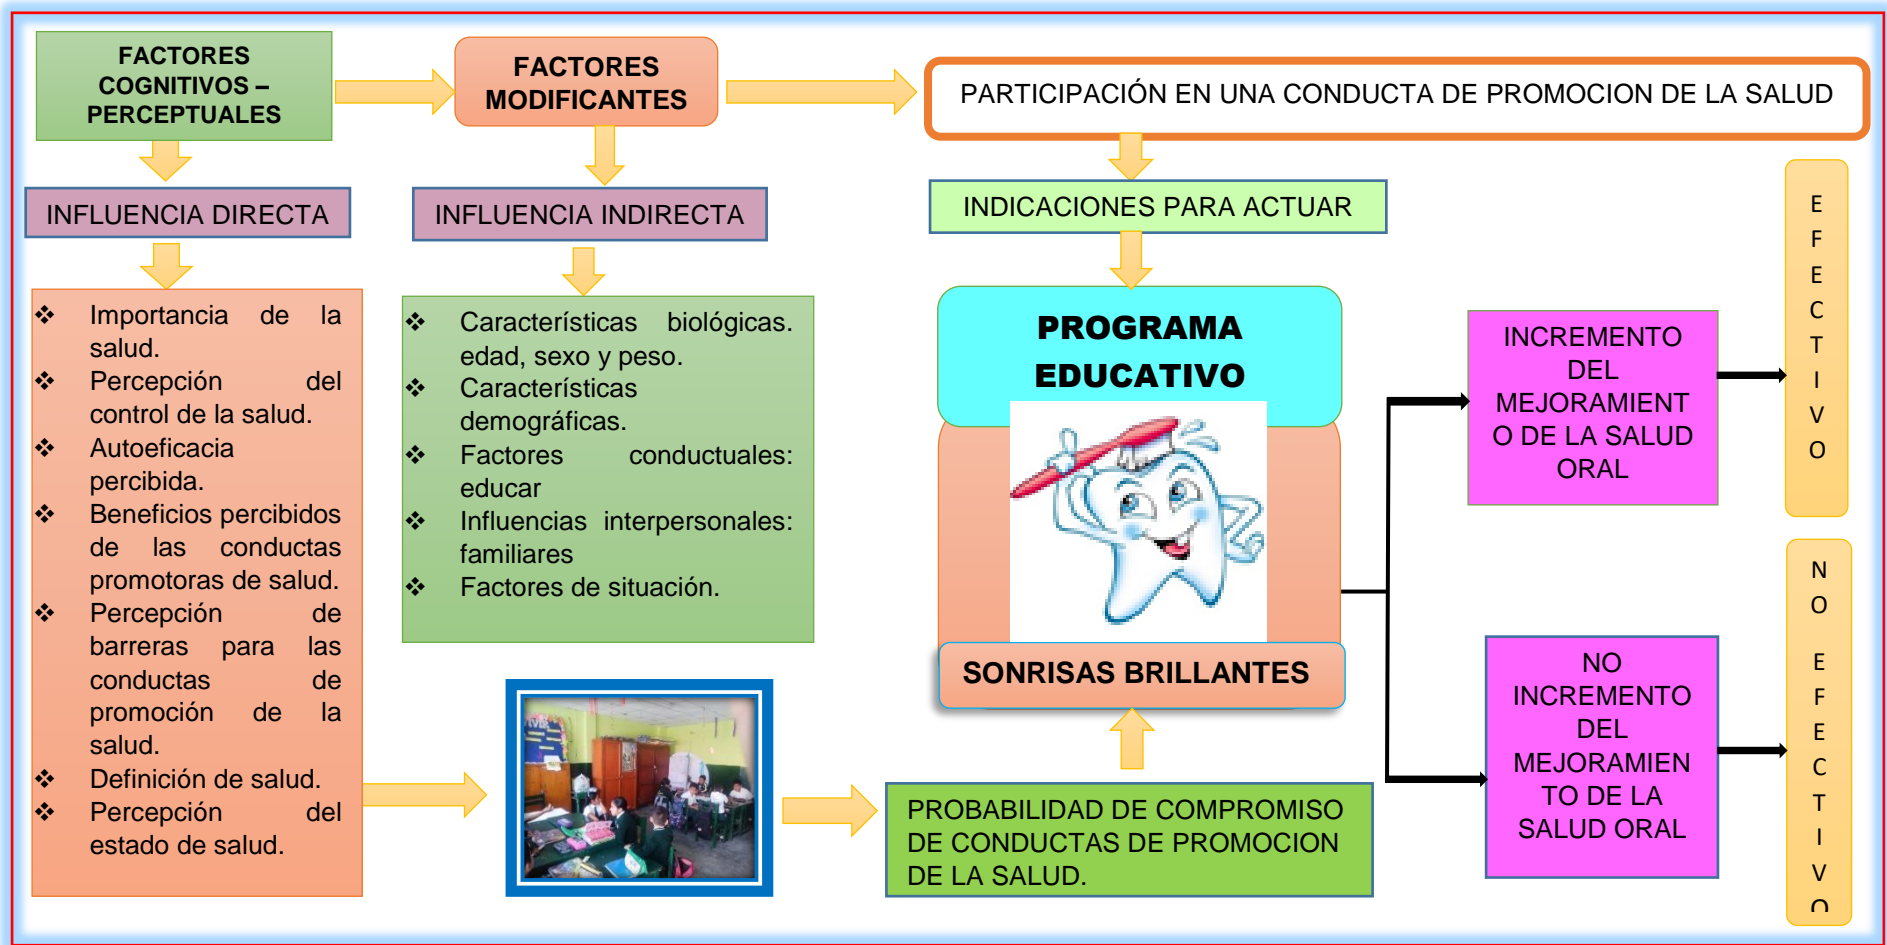 FACTORES
COGNITIVOS –
PERCEPTUALES
FACTORES
MODIFICANTES
PARTICIPACIÓN EN UNA CONDUCTA DE PROMOCION DE LA SALUD
INFLUENCIA DIRECTA
INFLUENCIA INDIRECTA
INDICACIONES PARA ACTUAR
❖ Importancia de la
salud.
❖ Percepción del
control de la salud.
❖ Autoeficacia
percibida.
❖ Beneficios percibidos
de las conductas
promotoras de salud.
❖ Percepción de
barreras para las
conductas de
promoción de la
salud.
❖ Definición de salud.
❖ Percepción del
estado de salud.
❖ Características biológicas.
edad, sexo y peso.
❖ Características
demográficas.
❖ Factores conductuales:
educar
❖ Influencias interpersonales:
familiares
❖ Factores de situación.
PROGRAMA
EDUCATIVO
SONRISAS BRILLANTES
PROBABILIDAD DE COMPROMISO
DE CONDUCTAS DE PROMOCION
DE LA SALUD.
INCREMENTO
DEL
MEJORAMIENT
O DE LA SALUD
ORAL
NO
INCREMENTO
DEL
MEJORAMIEN
TO DE LA
SALUD ORAL
E
F
E
C
T
I
V
O
N
O
E
F
E
C
T
I
V
O